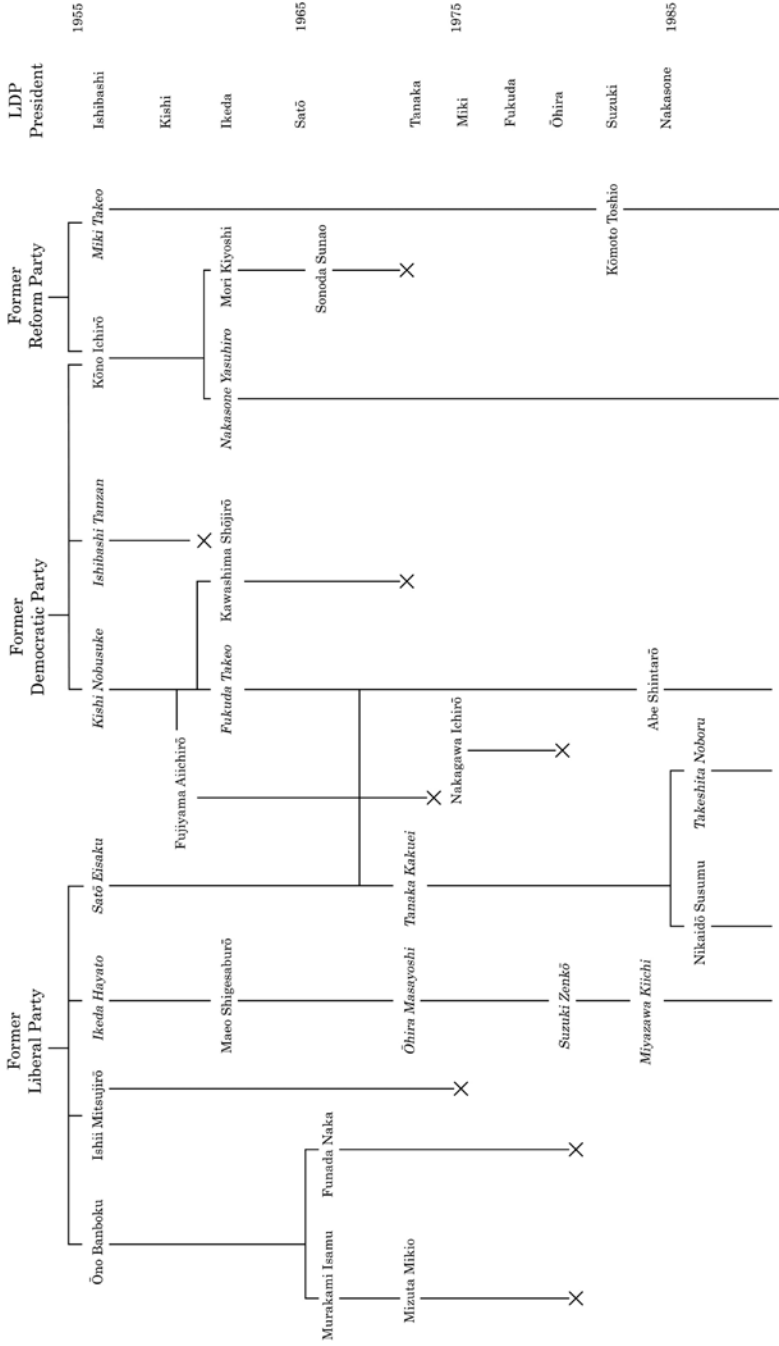 Former
Liberal Party
Former
Democratic Party
Former
Reform Party
LDP
President
Ōno Banboku
Ishii Mitsujirō
Ikeda Hayato
Satō Eisaku
Kishi Nobusuke
Ishibashi Tanzan
Kōno Ichirō
Miki Takeo
Ishibashi
1955
Kishi
Fujiyama Aiichirō
Maeo Shigesaburō
Fukuda Takeo
Kawashima Shōjirō
Nakasone Yasuhiro
Mori Kiyoshi
Ikeda
Satō
1965
Murakami Isamu
Funada Naka
Sonoda Sunao
Mizuta Mikio
Ōhira Masayoshi
Tanaka Kakuei
Tanaka
Nakagawa Ichirō
Miki
1975
Fukuda
Suzuki Zenkō
Ōhira
Kōmoto Toshio
Suzuki
Miyazawa Kiichi
Abe Shintarō
Nakasone
1985
Nikaidō Susumu
Takeshita Noboru